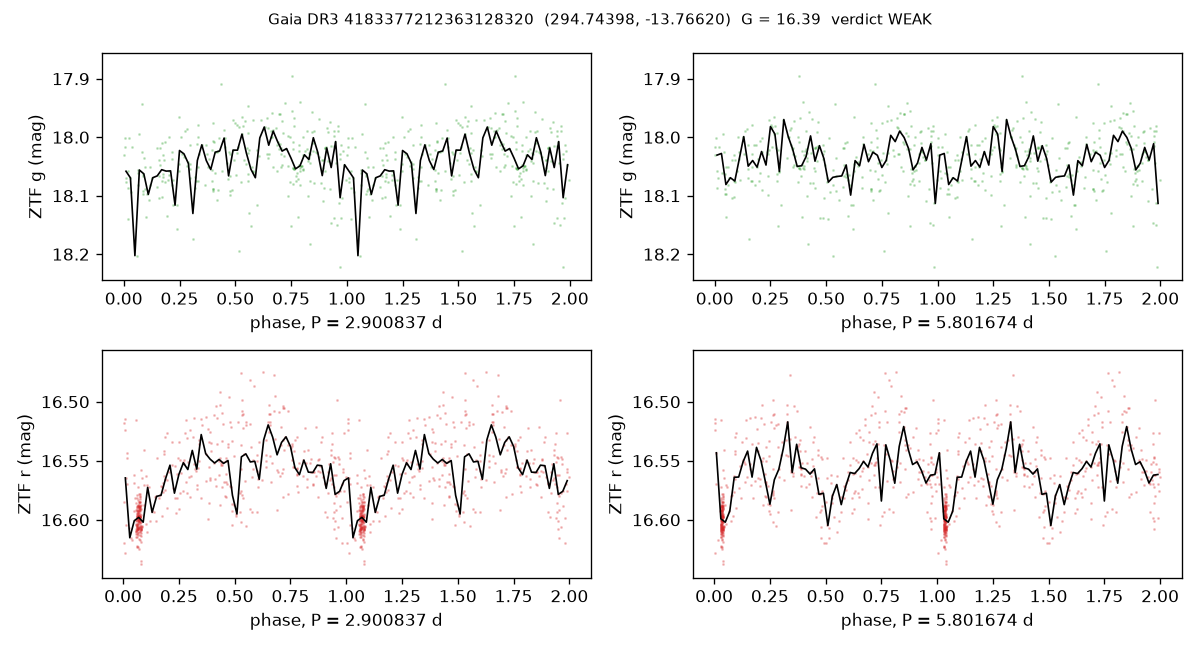 Gaia DR3 4183377212363128320  (294.74398, -13.76620)  G = 16.39  verdict WEAK
ZTF g (mag)
17.9
18.0
18.1
18.2
0.00 0.25 0.50 0.75 1.00 1.25 1.50 1.75 2.00
phase, P = 2.900837 d
ZTF g (mag)
17.9
18.0
18.1
18.2
0.00 0.25 0.50 0.75 1.00 1.25 1.50 1.75 2.00
phase, P = 5.801674 d
ZTF r (mag)
16.50
16.55
16.60
0.00 0.25 0.50 0.75 1.00 1.25 1.50 1.75 2.00
phase, P = 2.900837 d
ZTF r (mag)
16.50
16.55
16.60
0.00 0.25 0.50 0.75 1.00 1.25 1.50 1.75 2.00
phase, P = 5.801674 d